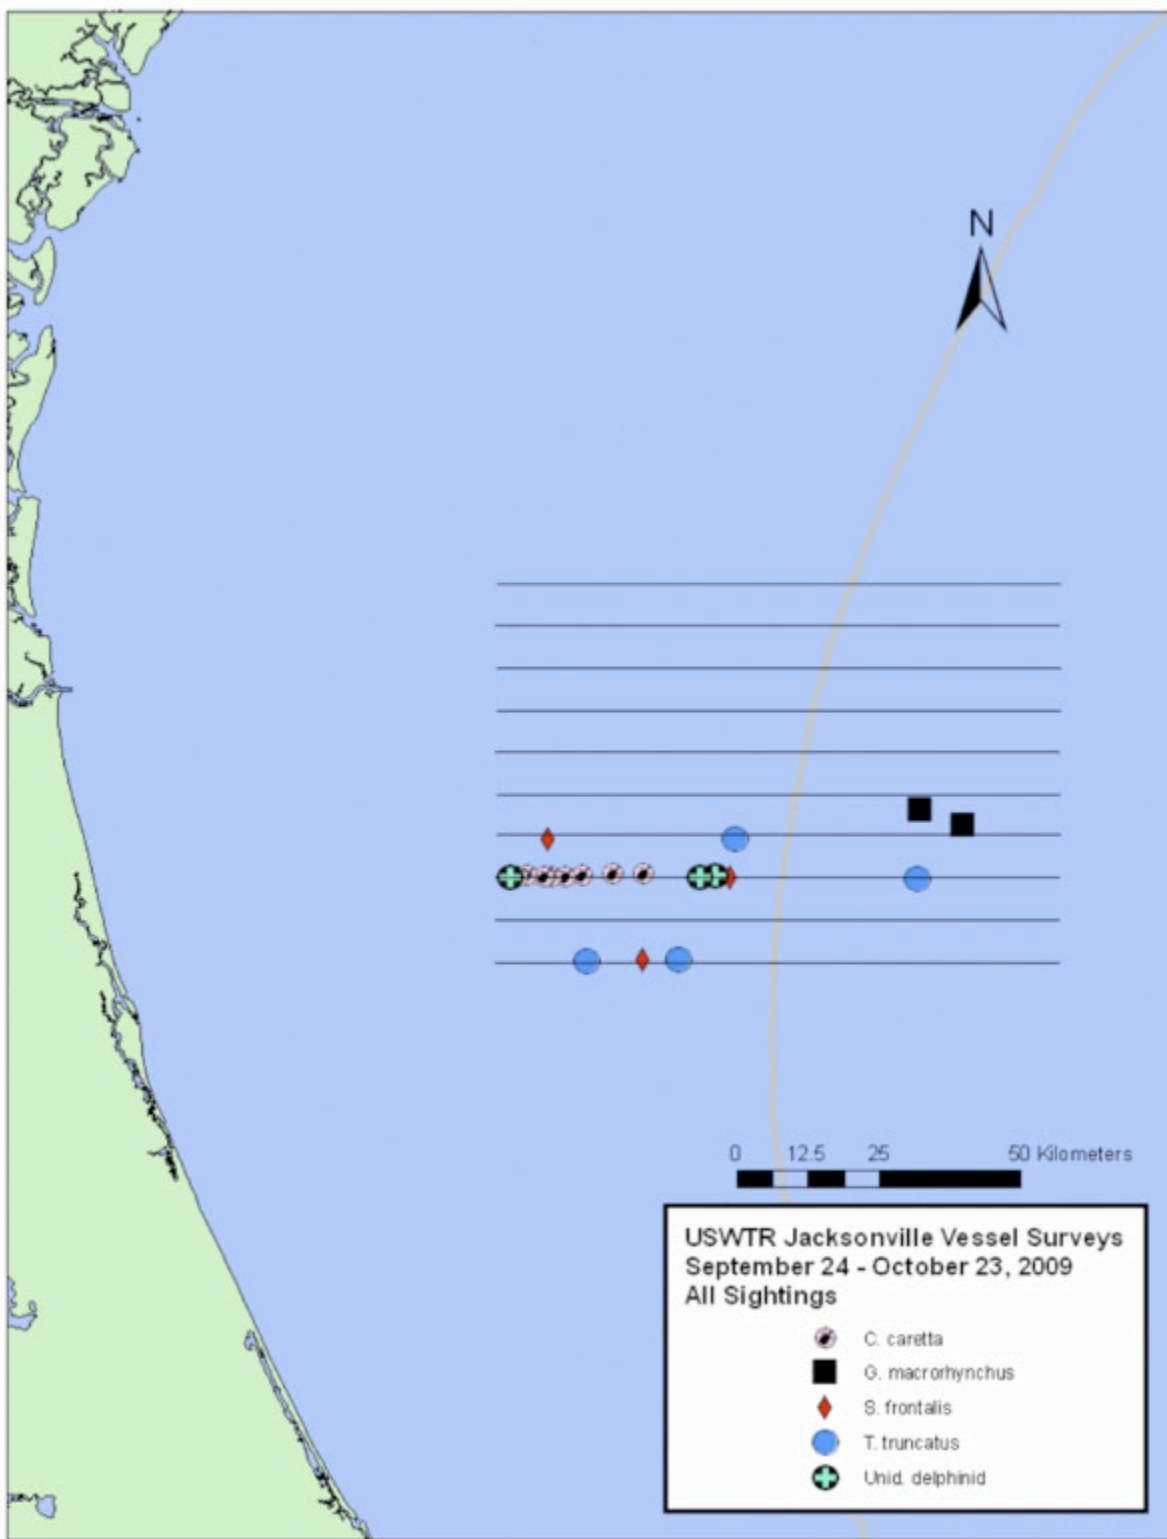 N
0 12.5 25 50 Kilometers
USWTR Jacksonville Vessel Surveys
September 24 - October 23, 2009
All Sightings
C. caretta
G. macrorhynchus
S. frontalis
T. truncatus
Unid. delphinid